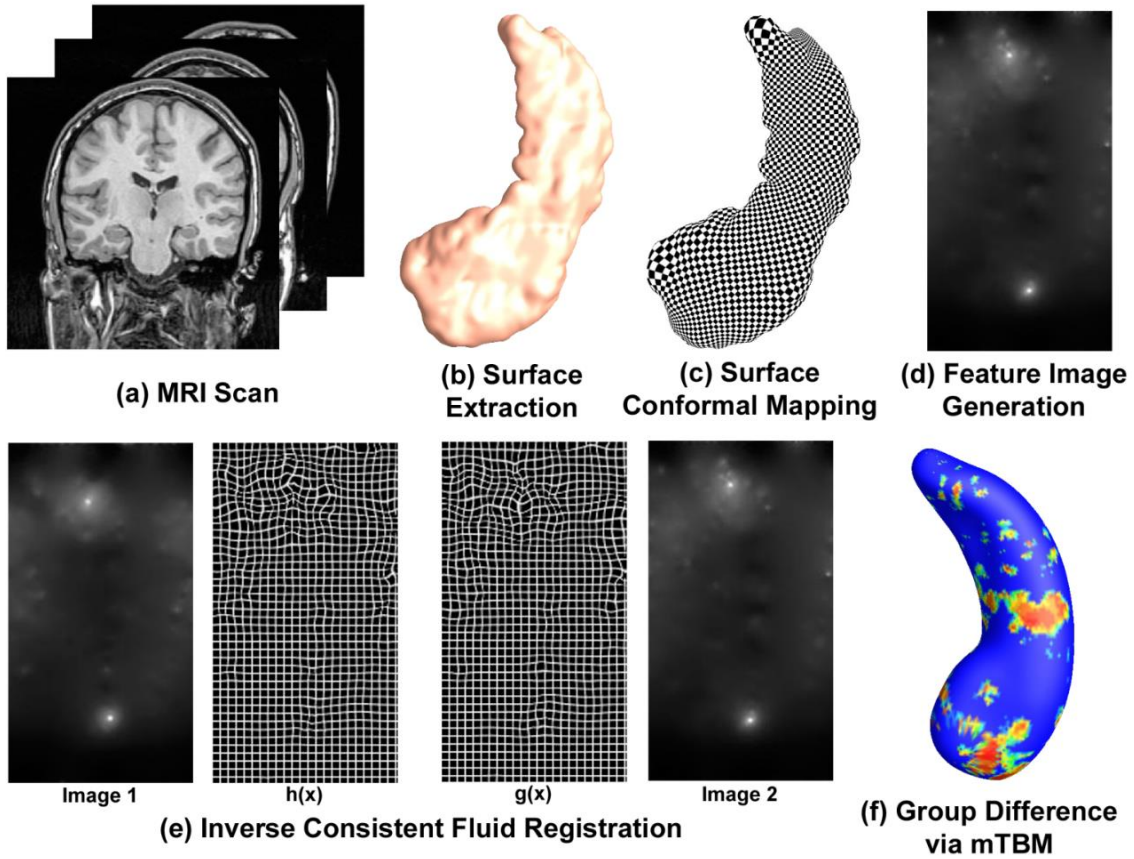 (a) MRI Scan
(b) Surface
Extraction
(c) Surface
Conformal Mapping
(d) Feature Image
Generation
Image 1
h(x)
g(x)
Image 2
(e) Inverse Consistent Fluid Registration
(f) Group Difference
via mTBM